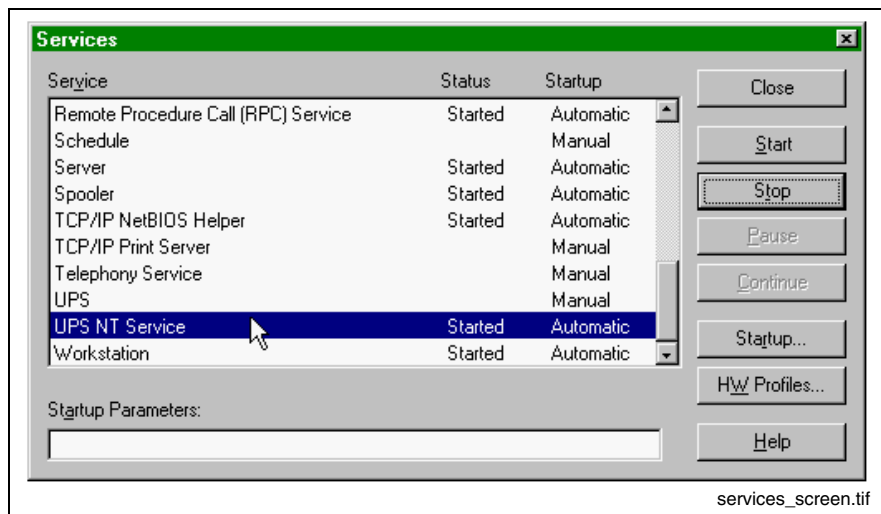 Services
Service Status Startup
Remote Procedure Call (RPC) Service Started Automatic
Schedule Manual
Server Started Automatic
Spooler Started Automatic
TCP/IP NetBIOS Helper Started Automatic
TCP/IP Print Server Manual
Telephony Service Manual
UPS Manual
UPS NT Service Started Automatic
Workstation Started Automatic
Startup Parameters:
Close
Start
Stop
Pause
Continue
Startup...
HW Profiles...
Help
services_screen.tif